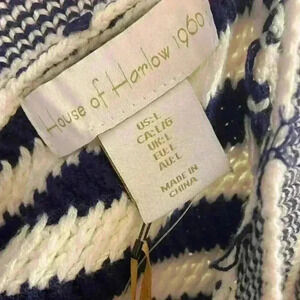 House of Harlow 1960
US: L
CA: L/G
UK: L
EU: L
AU: L
MADE IN
CHINA